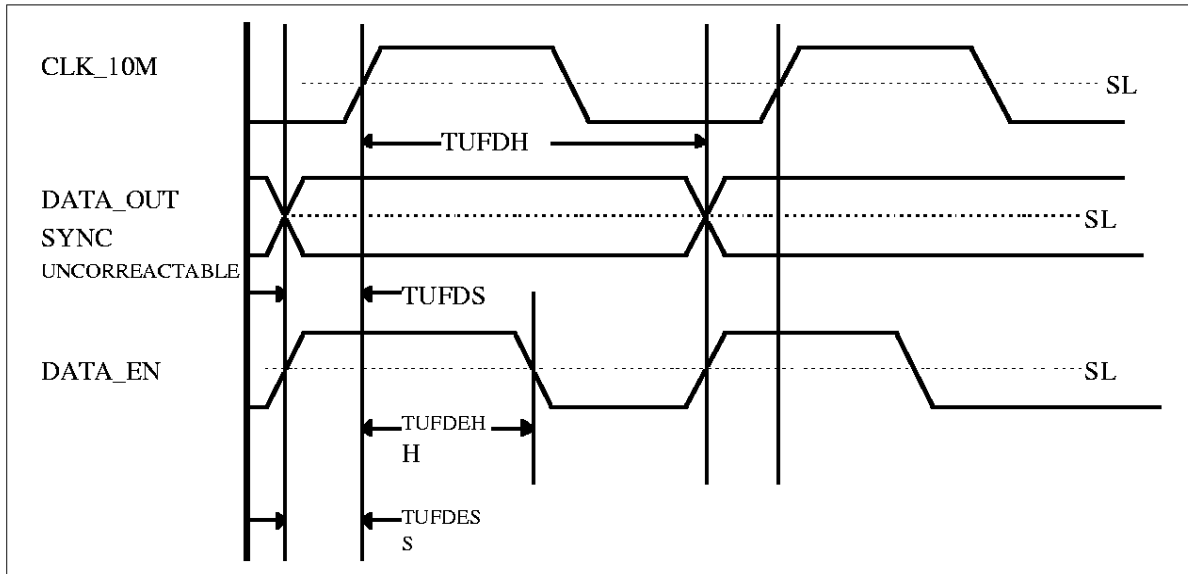 CLK_10M
SL
TUFDH
DATA_OUT
SYNC
SL
UNCORREACTABLE
TUFDS
DATA_EN
SL
TUFDEH
H
TUFDES
S